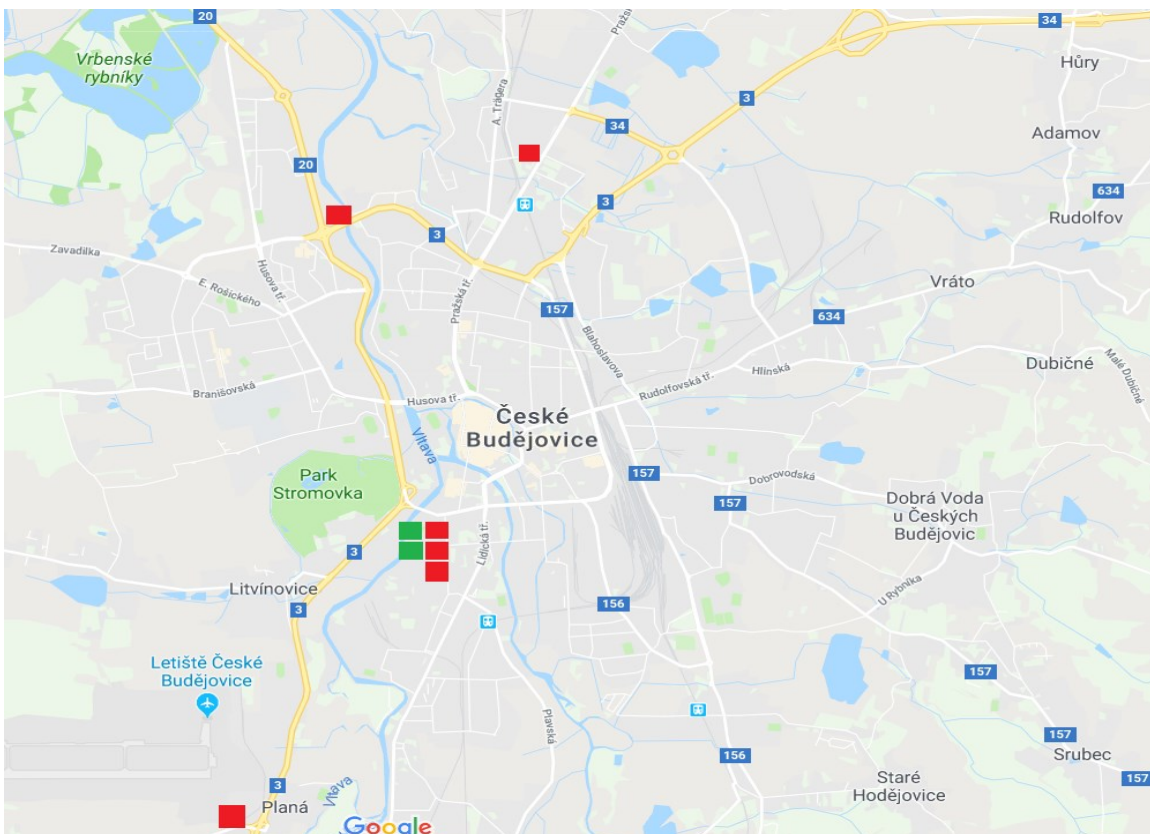 20
34
Pražsk
Vrbenské
rybníky
Hůry
3
A. Trägera
34
Adamov
20
634
3
Rudolfov
3
Zavadilka
Husova tř.
E. Rošického
Vráto
Pražská tř.
157
634
Blahoslavova
Dubičné
Malé Dubičné
Hlinská
Rudolfovská tř.
Branišovská
Husova tř.
České
Budějovice
Vltava
Park
Stromovka
157
Dobrovodská
157
Dobrá Voda
u Českých
Budějovic
Lidická tř.
3
Litvínovice
U Rybníka
3
156
Letiště České
Budějovice
157
Plavská
157
Srubec
156
157
3
Staré
Hodějovice
Vltava
Planá
Google